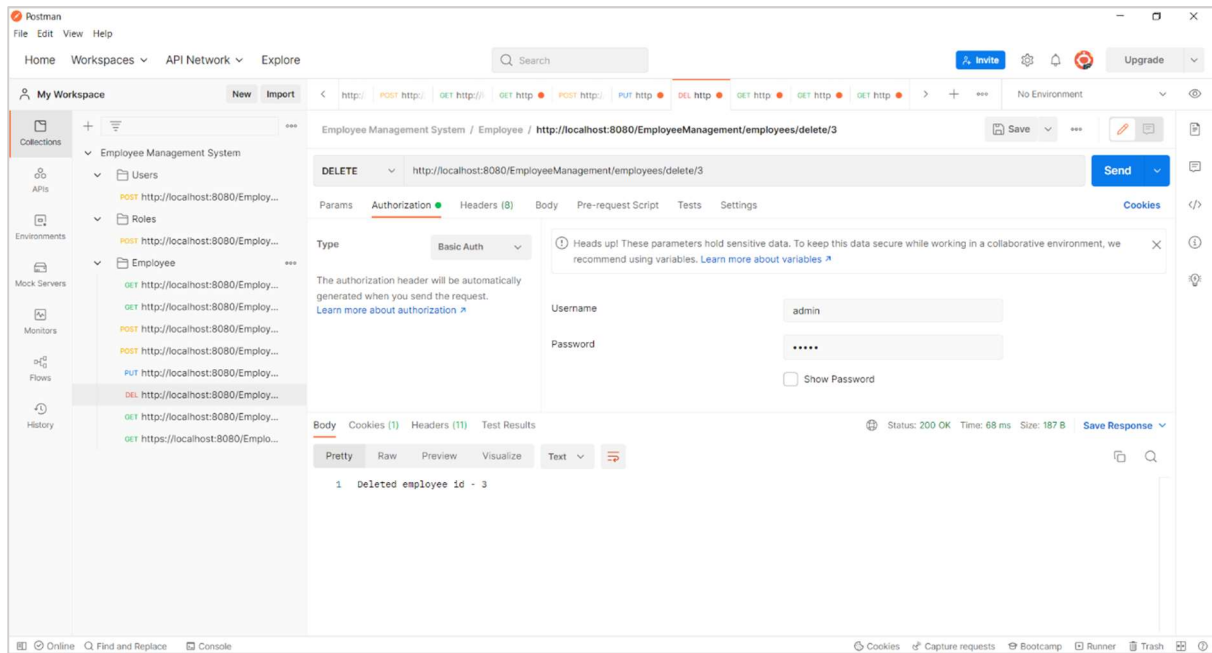 Postman
File Edit View Help
Home Workspaces API Network Explore
Search
Invite
Upgrade
My Workspace
New Import
http:/ POST http:/ GET http:// GET http POST http:/ PUT http DEL http GET http GET http GET http
No Environment
Collections
APIs
Environments
Mock Servers
Monitors
Flows
History
Employee Management System
Users
POST http://localhost:8080/Employ...
Roles
POST http://localhost:8080/Employ...
Employee
GET http://localhost:8080/Employ...
GET http://localhost:8080/Employ...
POST http://localhost:8080/Employ...
POST http://localhost:8080/Employ...
PUT http://localhost:8080/Employ...
DEL http://localhost:8080/Employ...
GET http://localhost:8080/Employ...
GET https://localhost:8080/Emplo...
Employee Management System / Employee / http://localhost:8080/EmployeeManagement/employees/delete/3
Save
DELETE http://localhost:8080/EmployeeManagement/employees/delete/3
Send
Params Authorization Headers (8) Body Pre-request Script Tests Settings
Cookies
Type Basic Auth
The authorization header will be automatically
generated when you send the request.
Learn more about authorization
Heads up! These parameters hold sensitive data. To keep this data secure while working in a collaborative environment, we
recommend using variables. Learn more about variables
Username admin
Password •••••
Show Password
Body Cookies (1) Headers (11) Test Results
Status: 200 OK Time: 68 ms Size: 187 B Save Response
Pretty Raw Preview Visualize Text
1 Deleted employee id - 3
Online Find and Replace Console
Cookies Capture requests Bootcamp Runner Trash